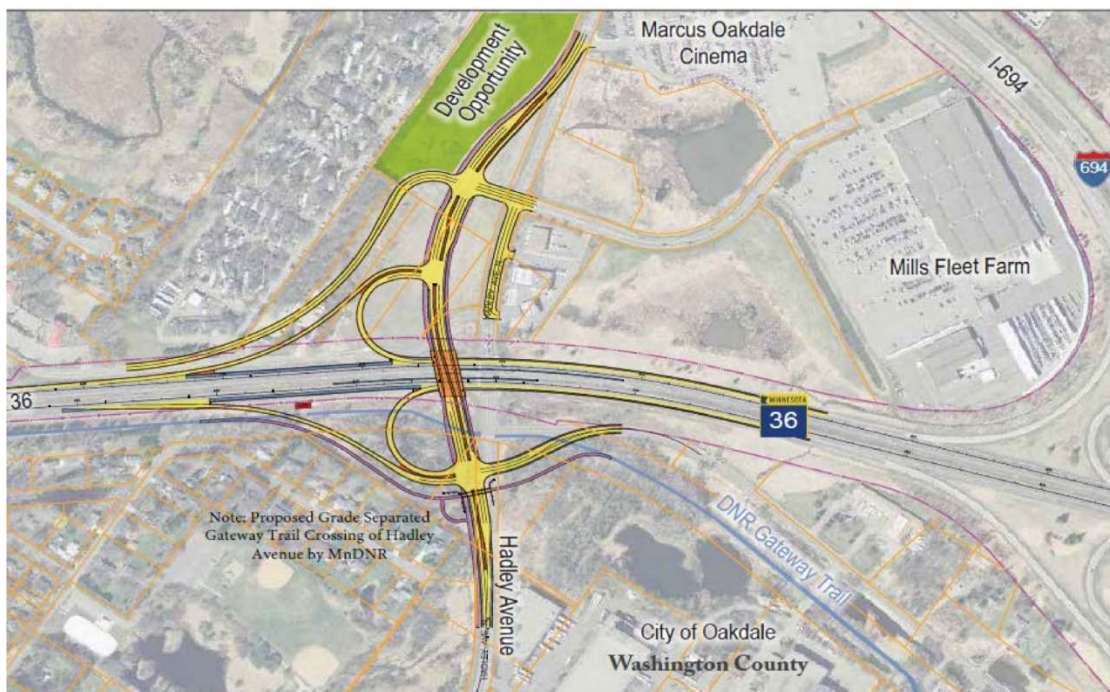 Development
Opportunity
Marcus Oakdale
Cinema
I-694
694
Mills Fleet Farm
36
MINNESOTA
36
DNR Gateway Trail
Note: Proposed Grade Separated
Gateway Trail Crossing of Hadley
Avenue by MnDNR
Hadley Avenue
City of Oakdale
Washington County